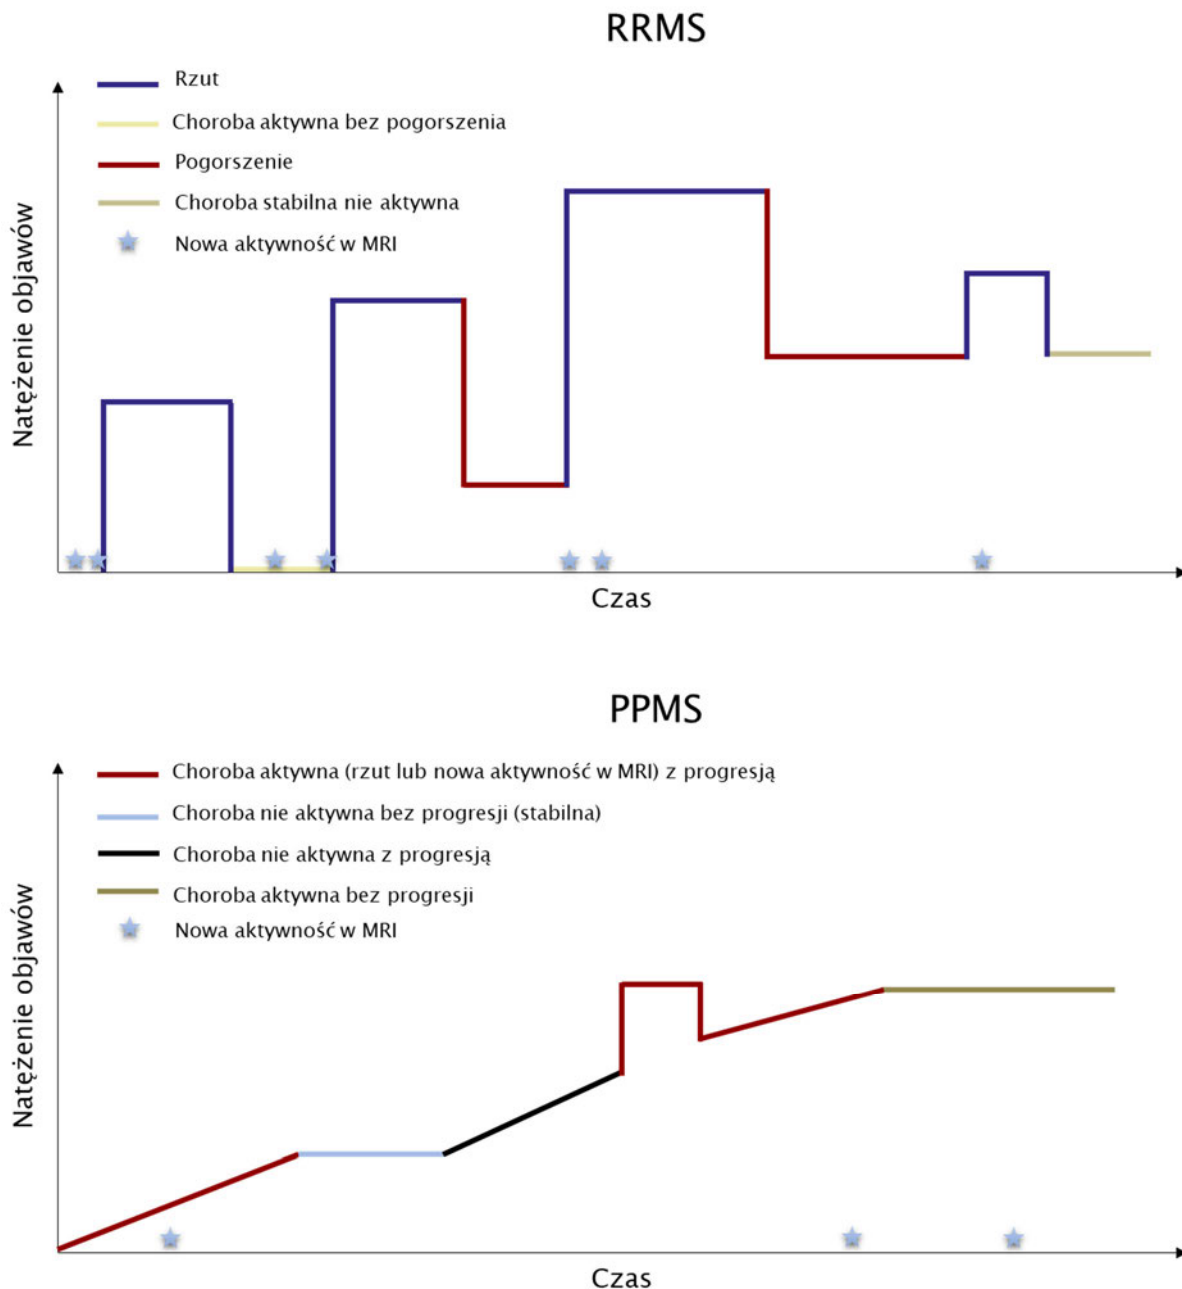 RRMS
Rzut
Choroba aktywna bez pogorszenia
Pogorszenie
Choroba stabilna nie aktywna
Nowa aktywność w MRI
Natężenie objawów
Czas
PPMS
Choroba aktywna (rzut lub nowa aktywność w MRI) z progresją
Choroba nie aktywna bez progresji (stabilna)
Choroba nie aktywna z progresją
Choroba aktywna bez progresji
Nowa aktywność w MRI
Natężenie objawów
Czas